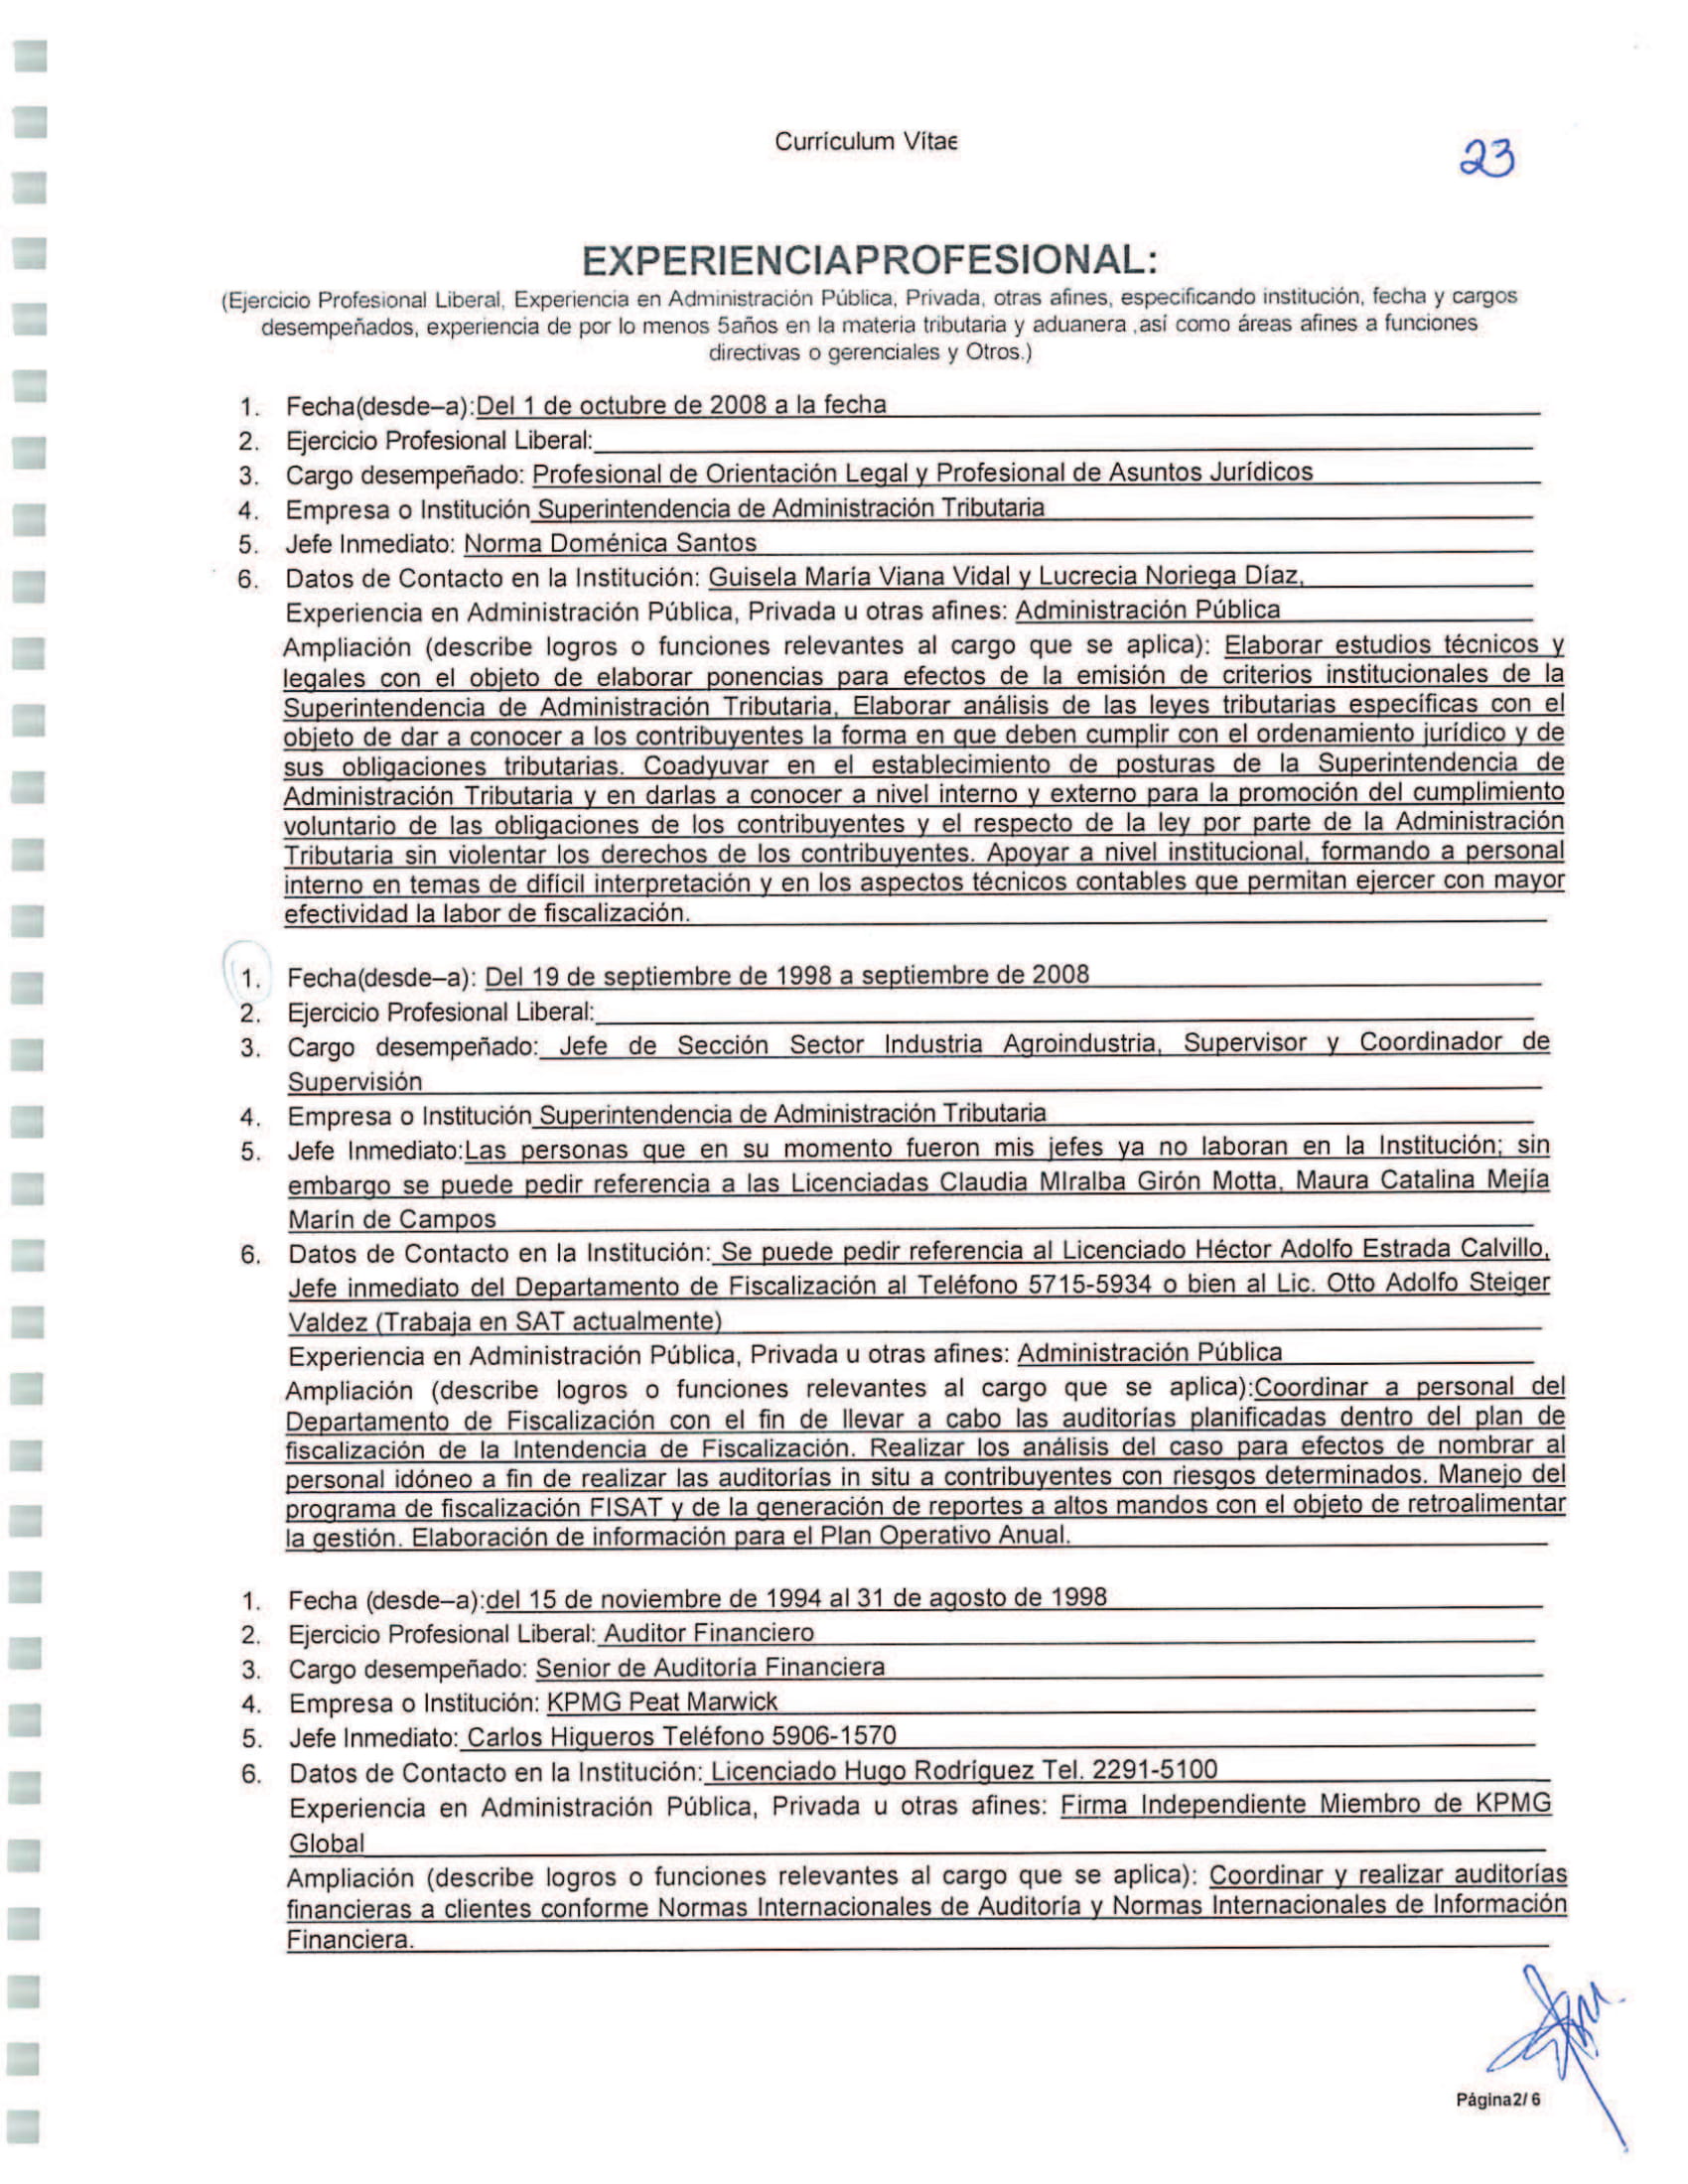 Currículum Vitae
23
EXPERIENCIAPROFESIONAL:
(Ejercicio Profesional Liberal, Experiencia en Administración Pública, Privada, otras afines, especificando institución, fecha y cargos
desempeñados, experiencia de por lo menos 5años en la materia tributaria y aduanera ,así como áreas afines a funciones
directivas o gerenciales y Otros.)
1. Fecha(desde–a):Del 1 de octubre de 2008 a la fecha
2. Ejercicio Profesional Liberal:
3. Cargo desempeñado: Profesional de Orientación Legal y Profesional de Asuntos Jurídicos
4. Empresa o Institución Superintendencia de Administración Tributaria
5. Jefe Inmediato: Norma Doménica Santos
6. Datos de Contacto en la Institución: Guisela María Viana Vidal y Lucrecia Noriega Díaz,
Experiencia en Administración Pública, Privada u otras afines: Administración Pública
Ampliación (describe logros o funciones relevantes al cargo que se aplica): Elaborar estudios técnicos y
legales con el objeto de elaborar ponencias para efectos de la emisión de criterios institucionales de la
Superintendencia de Administración Tributaria, Elaborar análisis de las leyes tributarias específicas con el
objeto de dar a conocer a los contribuyentes la forma en que deben cumplir con el ordenamiento jurídico y de
sus obligaciones tributarias. Coadyuvar en el establecimiento de posturas de la Superintendencia de
Administración Tributaria y en darlas a conocer a nivel interno y externo para la promoción del cumplimiento
voluntario de las obligaciones de los contribuyentes y el respecto de la ley por parte de la Administración
Tributaria sin violentar los derechos de los contribuyentes. Apoyar a nivel institucional, formando a personal
interno en temas de difícil interpretación y en los aspectos técnicos contables que permitan ejercer con mayor
efectividad la labor de fiscalización.
1. Fecha(desde–a): Del 19 de septiembre de 1998 a septiembre de 2008
2. Ejercicio Profesional Liberal:
3. Cargo desempeñado: Jefe de Sección Sector Industria Agroindustria, Supervisor y Coordinador de
Supervisión
4. Empresa o Institución Superintendencia de Administración Tributaria
5. Jefe Inmediato:Las personas que en su momento fueron mis jefes ya no laboran en la Institución; sin
embargo se puede pedir referencia a las Licenciadas Claudia MIralba Girón Motta, Maura Catalina Mejía
Marín de Campos
6. Datos de Contacto en la Institución: Se puede pedir referencia al Licenciado Héctor Adolfo Estrada Calvillo,
Jefe inmediato del Departamento de Fiscalización al Teléfono 5715-5934 o bien al Lic. Otto Adolfo Steiger
Valdez (Trabaja en SAT actualmente)
Experiencia en Administración Pública, Privada u otras afines: Administración Pública
Ampliación (describe logros o funciones relevantes al cargo que se aplica):Coordinar a personal del
Departamento de Fiscalización con el fin de llevar a cabo las auditorías planificadas dentro del plan de
fiscalización de la Intendencia de Fiscalización. Realizar los análisis del caso para efectos de nombrar al
personal idóneo a fin de realizar las auditorías in situ a contribuyentes con riesgos determinados. Manejo del
programa de fiscalización FISAT y de la generación de reportes a altos mandos con el objeto de retroalimentar
la gestión. Elaboración de información para el Plan Operativo Anual.
1. Fecha (desde–a):del 15 de noviembre de 1994 al 31 de agosto de 1998
2. Ejercicio Profesional Liberal: Auditor Financiero
3. Cargo desempeñado: Senior de Auditoría Financiera
4. Empresa o Institución: KPMG Peat Marwick
5. Jefe Inmediato: Carlos Higueros Teléfono 5906-1570
6. Datos de Contacto en la Institución: Licenciado Hugo Rodríguez Tel. 2291-5100
Experiencia en Administración Pública, Privada u otras afines: Firma Independiente Miembro de KPMG
Global
Ampliación (describe logros o funciones relevantes al cargo que se aplica): Coordinar y realizar auditorías
financieras a clientes conforme Normas Internacionales de Auditoría y Normas Internacionales de Información
Financiera.
Página2/ 6